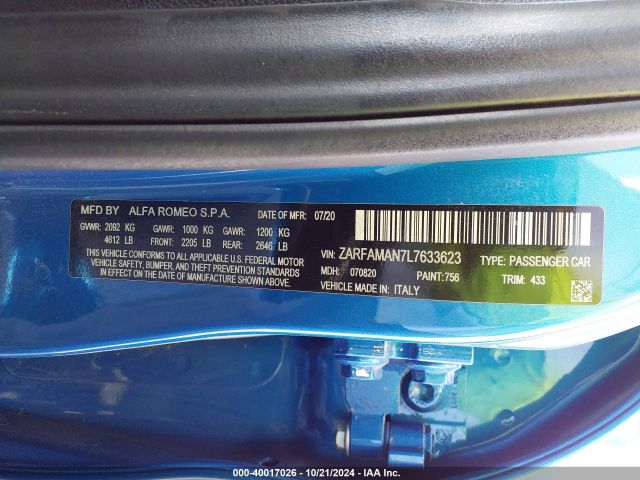 MFD BY ALFA ROMEO S.P.A. DATE OF MFR: 07/20
GVWR: 2092 KG GAWR: 1000 KG GAWR: 1200 KG
4612 LB FRONT: 2205 LB REAR: 2646 LB
THIS VEHICLE CONFORMS TO ALL APPLICABLE U.S. FEDERAL MOTOR
VEHICLE SAFETY, BUMPER, AND THEFT PREVENTION STANDARDS
IN EFFECT ON THE DATE OF MANUFACTURE SHOWN ABOVE.
VIN: ZARFAMAN7L7633623 TYPE: PASSENGER CAR
MDH: 070820 PAINT: 756 TRIM: 433
VEHICLE MADE IN: ITALY
000-40017026 - 10/21/2024 - IAA Inc.